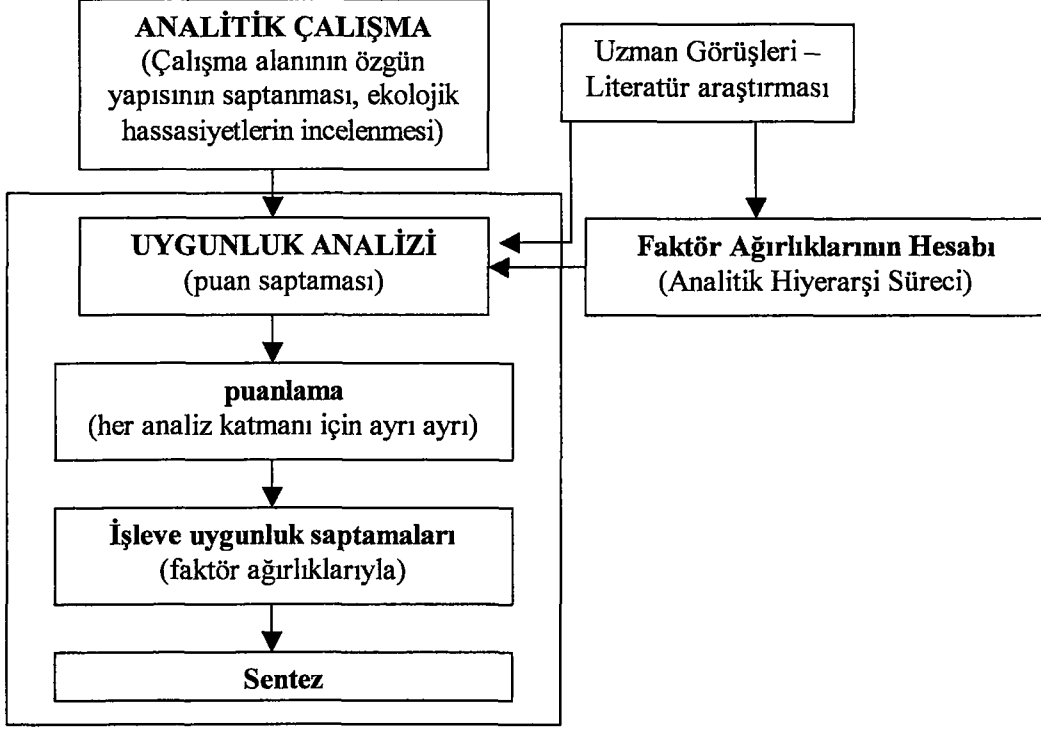 ANALİTİK ÇALIŞMA
(Çalışma alanının özgün
yapısının saptanması, ekolojik
hassasiyetlerin incelenmesi)
Uzman Görüşleri –
Literatür araştırması
UYGUNLUK ANALİZİ
(puan saptaması)
Faktör Ağırlıklarının Hesabı
(Analitik Hiyerarşi Süreci)
puanlama
(her analiz katmanı için ayrı ayrı)
İşleve uygunluk saptamaları
(faktör ağırlıklarıyla)
Sentez